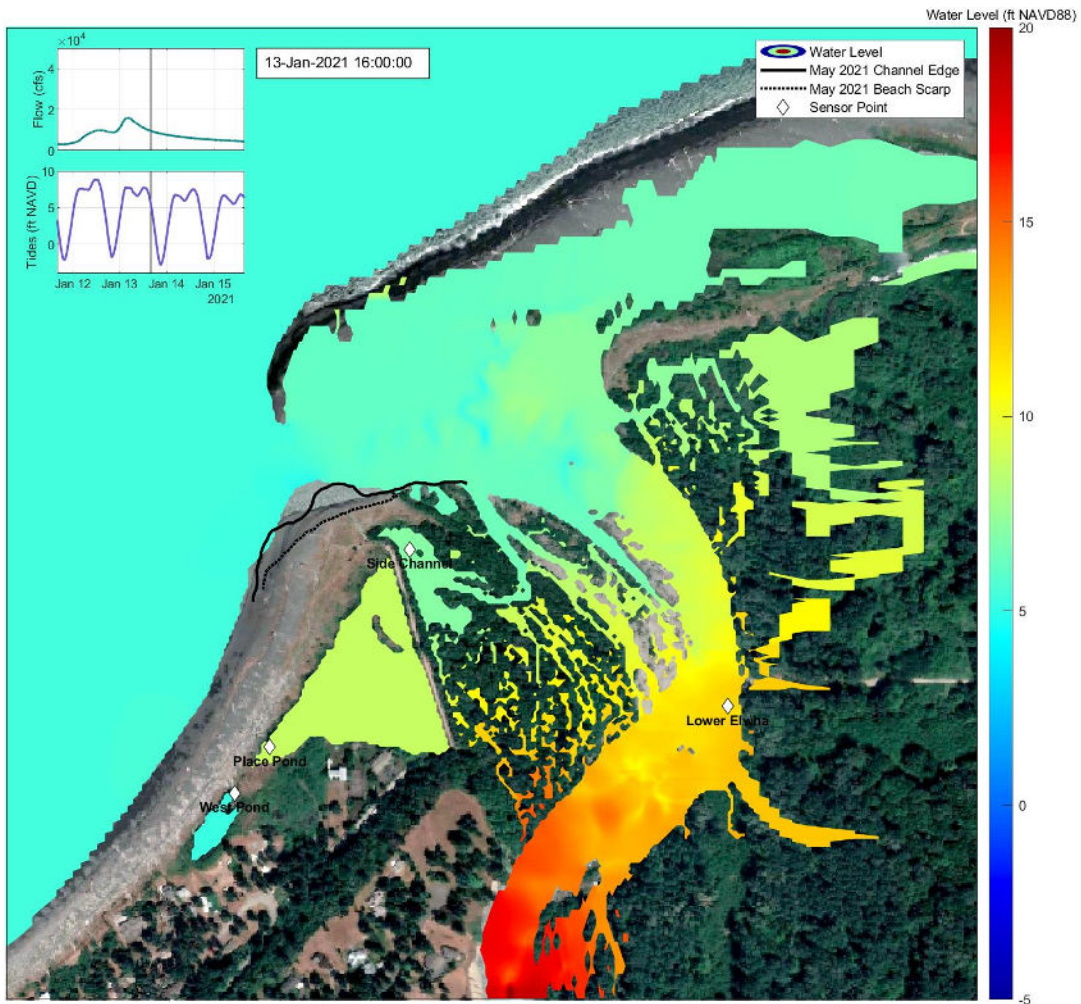 Water Level (ft NAVD88)
×10⁴
4
2
0
Flow (cfs)
13-Jan-2021 16:00:00
Water Level
May 2021 Channel Edge
May 2021 Beach Scarp
Sensor Point
10
5
0
Tides (ft NAVD)
Jan 12
Jan 13
Jan 14
Jan 15
2021
Side Channel
Lower Elwha
Place Pond
West Pond
20
15
10
5
0
-5